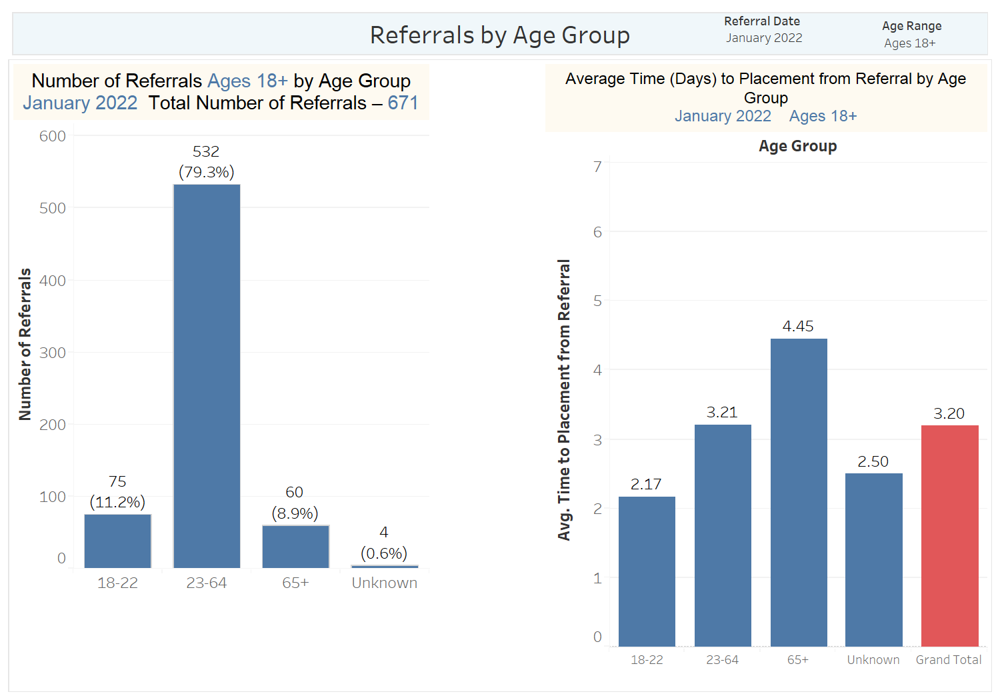 Referrals by Age Group
Referral Date
January 2022
Age Range
Ages 18+
Number of Referrals Ages 18+ by Age Group
January 2022 Total Number of Referrals – 671
Number of Referrals
600
500
400
300
200
100
0
75
(11.2%)
532
(79.3%)
60
(8.9%)
4
(0.6%)
18-22
23-64
65+
Unknown
Average Time (Days) to Placement from Referral by Age
Group
January 2022 Ages 18+
Age Group
Avg. Time to Placement from Referral
7
6
5
4
3
2
1
0
2.17
3.21
4.45
2.50
3.20
18-22
23-64
65+
Unknown
Grand Total